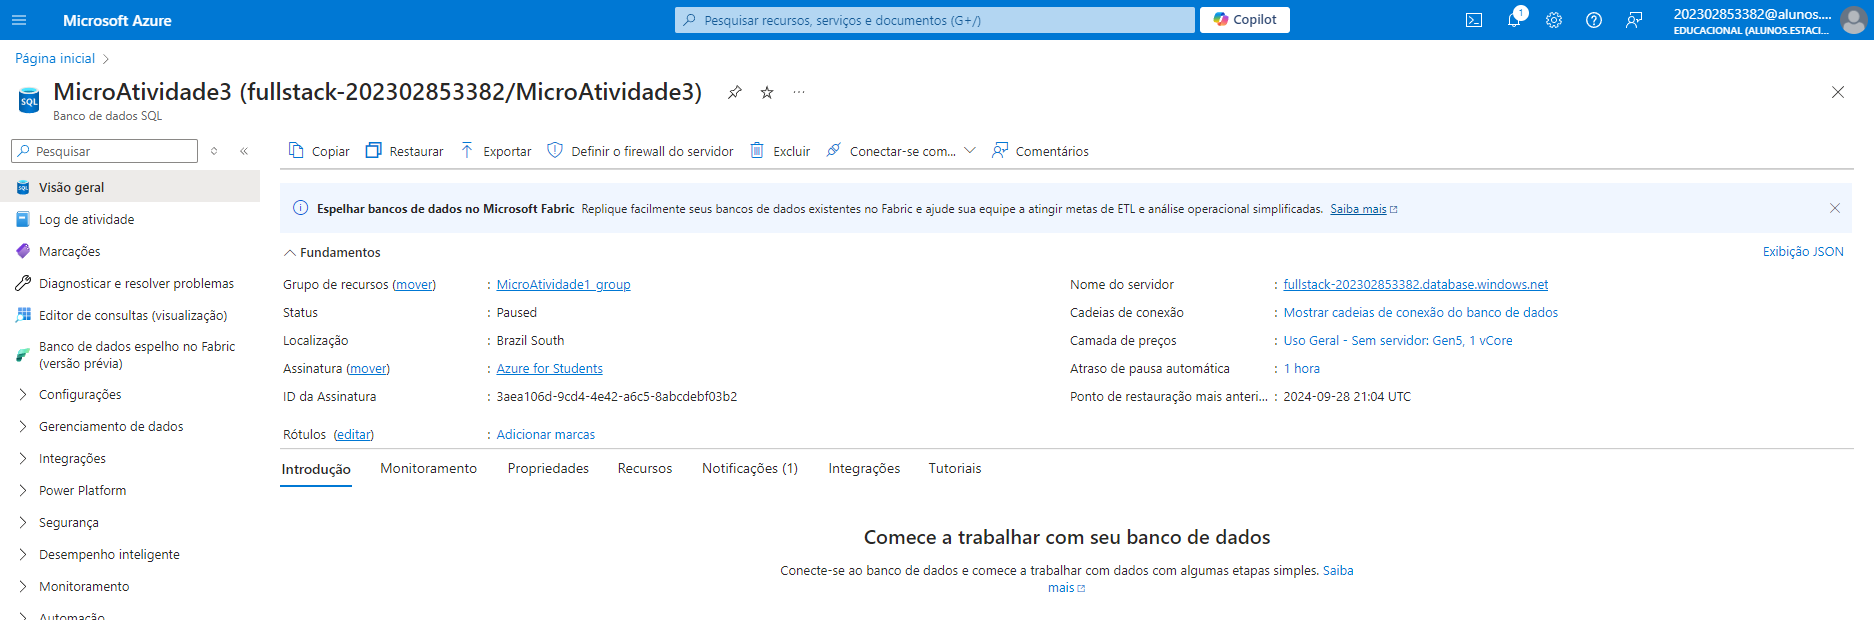 Microsoft Azure
Pesquisar recursos, serviços e documentos (G+/)
Copilot
1
202302853382@alunos....
EDUCACIONAL (ALUNOS.ESTACI...
Página inicial
MicroAtividade3 (fullstack-202302853382/MicroAtividade3)
SQL
Banco de dados SQL
Pesquisar
Copiar
Restaurar
Exportar
Definir o firewall do servidor
Excluir
Conectar-se com...
Comentários
Visão geral
Log de atividade
Marcações
Diagnosticar e resolver problemas
Editor de consultas (visualização)
Banco de dados espelho no Fabric
(versão prévia)
Configurações
Gerenciamento de dados
Integrações
Power Platform
Segurança
Desempenho inteligente
Monitoramento
Automação
Espelhar bancos de dados no Microsoft Fabric Replique facilmente seus bancos de dados existentes no Fabric e ajude sua equipe a atingir metas de ETL e análise operacional simplificadas. Saiba mais
Fundamentos
Exibição JSON
Grupo de recursos (mover) : MicroAtividade1_group
Status : Paused
Localização : Brazil South
Assinatura (mover) : Azure for Students
ID da Assinatura : 3aea106d-9cd4-4e42-a6c5-8abcdebf03b2
Rótulos (editar) : Adicionar marcas
Nome do servidor : fullstack-202302853382.database.windows.net
Cadeias de conexão : Mostrar cadeias de conexão do banco de dados
Camada de preços : Uso Geral - Sem servidor: Gen5, 1 vCore
Atraso de pausa automática : 1 hora
Ponto de restauração mais anteri... : 2024-09-28 21:04 UTC
Introdução
Monitoramento
Propriedades
Recursos
Notificações (1)
Integrações
Tutoriais
Comece a trabalhar com seu banco de dados
Conecte-se ao banco de dados e comece a trabalhar com dados com algumas etapas simples. Saiba
mais